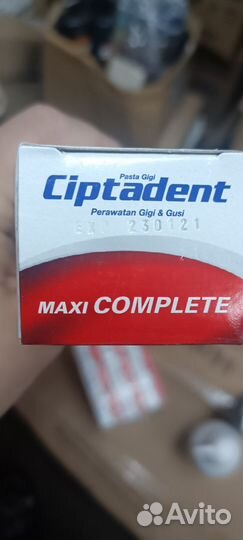 Pasta Gigi
Ciptadent
Perawatan Gigi & Gusi
EXP 230121
MAXI COMPLETE
Avito